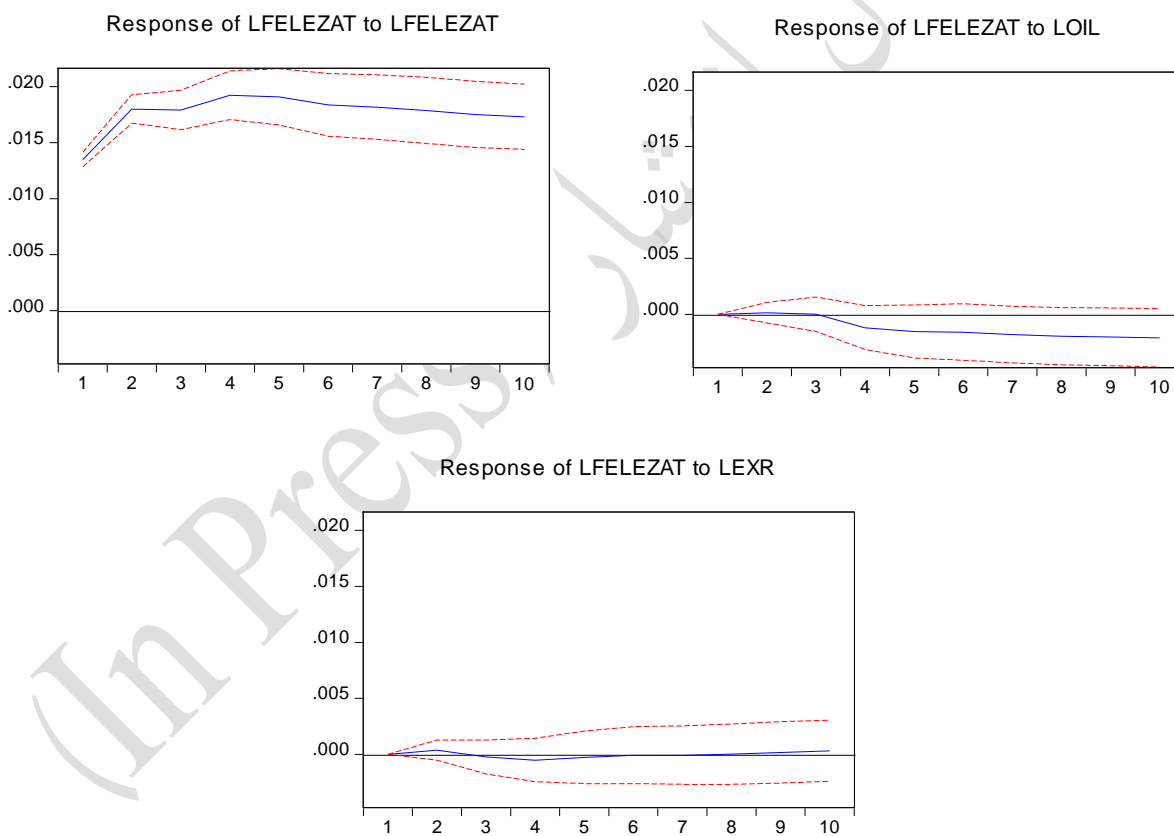 Response of LFELEZAT to LFELEZAT
.020
.015
.010
.005
.000
1 2 3 4 5 6 7 8 9 10
Response of LFELEZAT to LOIL
.020
.015
.010
.005
.000
1 2 3 4 5 6 7 8 9 10
Response of LFELEZAT to LEXR
.020
.015
.010
.005
.000
1 2 3 4 5 6 7 8 9 10
(In Press